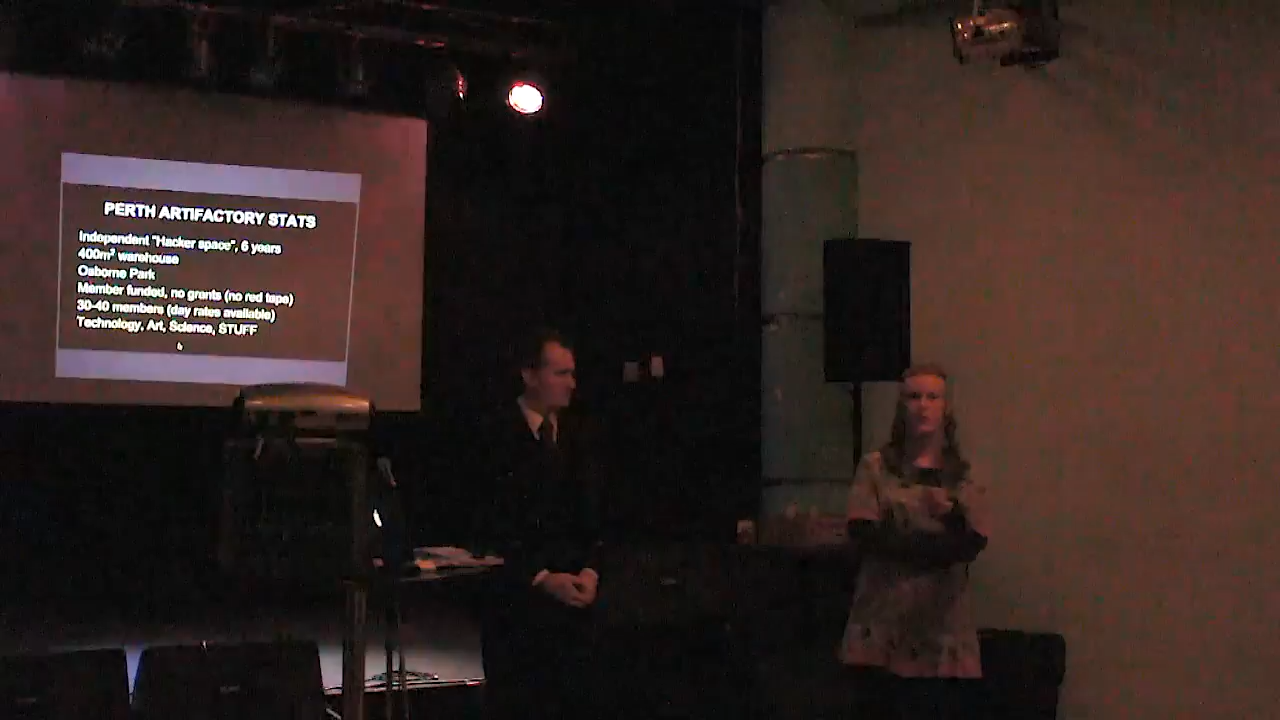 PERTH ARTIFACTORY STATS
Independent "Hacker space", 6 years
400m² warehouse
Osborne Park
Member funded, no grants (no red tape)
30-40 members (day rates available)
Technology, Art, Science, STUFF